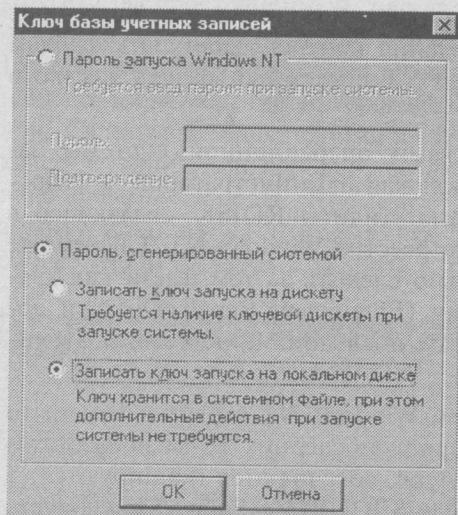 Ключ базы учетных записей
Пароль запуска Windows NT
Требуется ввод пароля при запуске системы.
Пароль:
Подтверждение:
Пароль, сгенерированный системой
Записать ключ запуска на дискету
Требуется наличие ключевой дискеты при
запуске системы.
Записать ключ запуска на локальном диске
Ключ хранится в системном файле, при этом
дополнительные действия при запуске
системы не требуются.
OK
Отмена